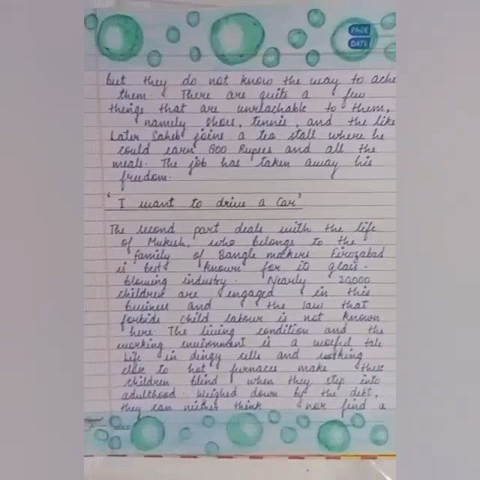 PAGE
DATE
but they do not know the way to ache
them. There are quite a few
things that are unreachable to them,
namely shoes, tennis, and the like
Later Saheb joins a tea stall where he
could earn 800 Rupees and all the
meals. The job has taken away his
freedom.
'I want to drive a Car'
The second part deals with the life
of Mukesh, who belongs to the
family of Bangle makers. Firozabad
is best known for its glass-
blowing industry. Nearly 20,000
children are engaged in this
business and the law that
forbids child labour is not known
here. The living condition and the
working environment is a woeful tale
Life in dingy cells and working
close to hot furnaces make these
children blind when they step into
adulthood. Weighed down by the debt,
they can neither think nor find a